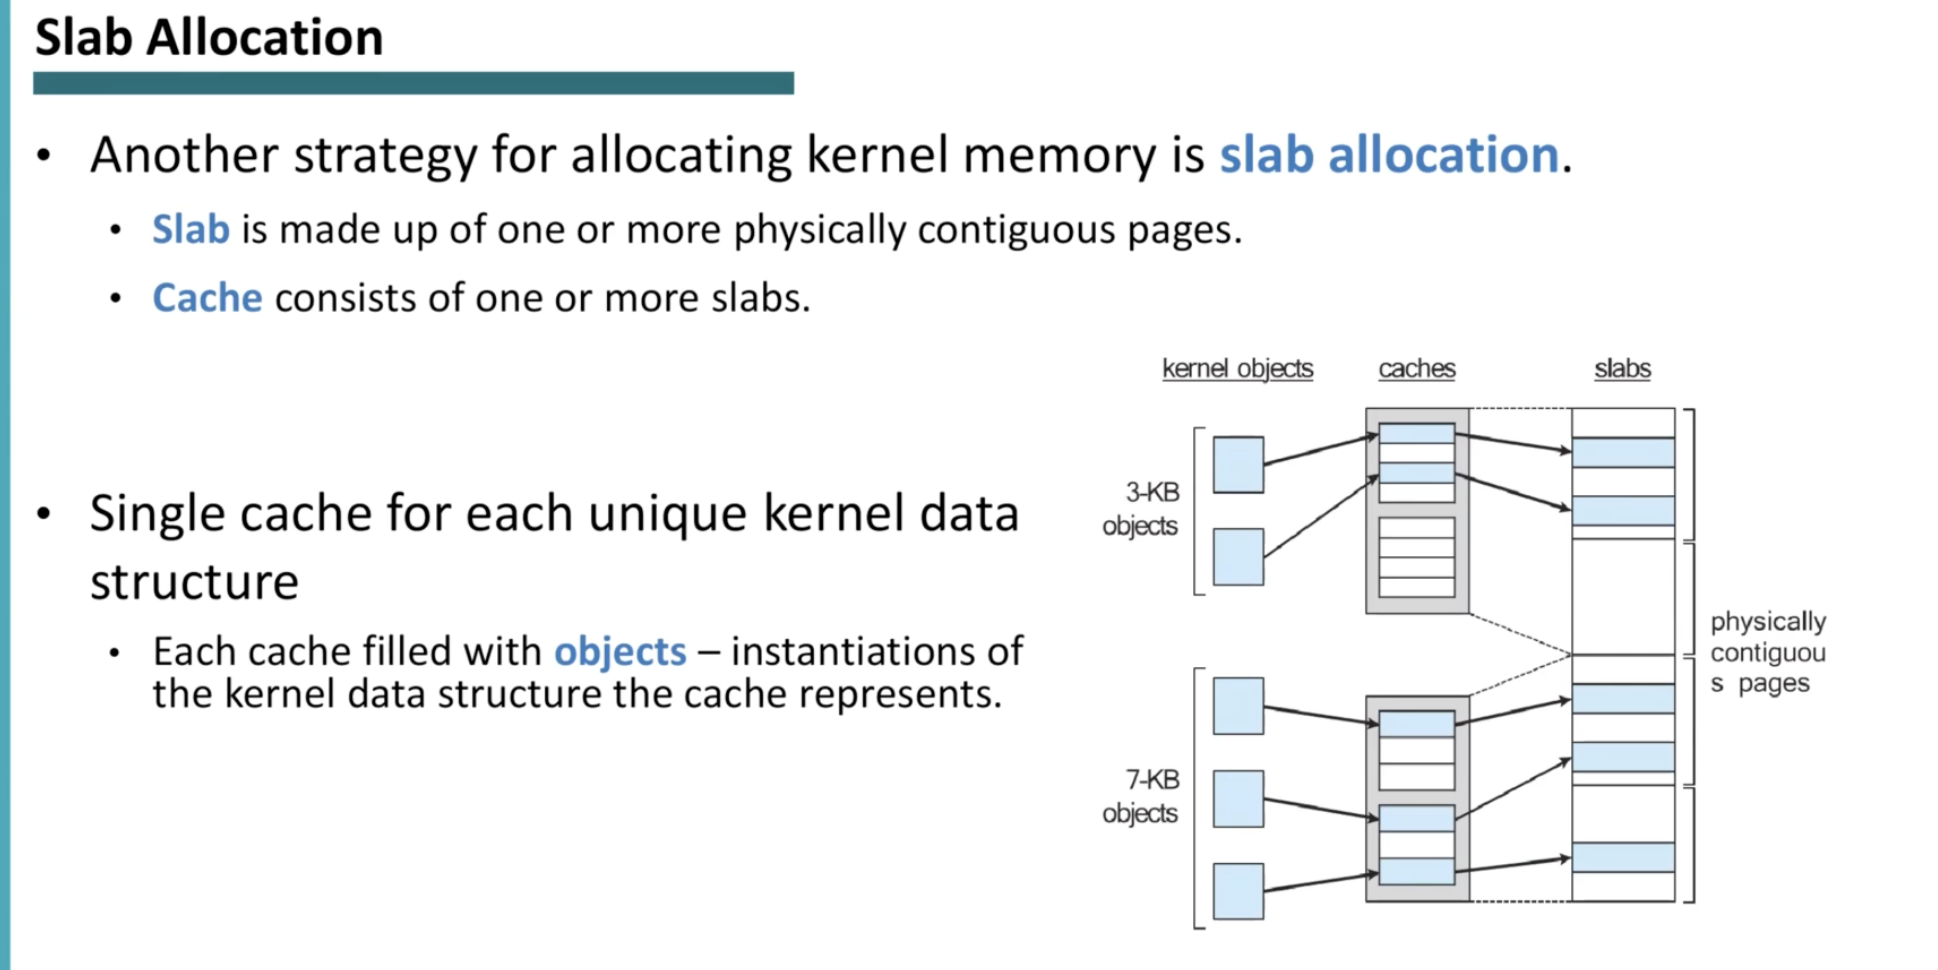 Slab Allocation
• Another strategy for allocating kernel memory is slab allocation.
• Slab is made up of one or more physically contiguous pages.
• Cache consists of one or more slabs.
• Single cache for each unique kernel data
structure
• Each cache filled with objects – instantiations of
the kernel data structure the cache represents.
kernel objects
caches
slabs
3-KB
objects
7-KB
objects
physically
contiguou
s pages